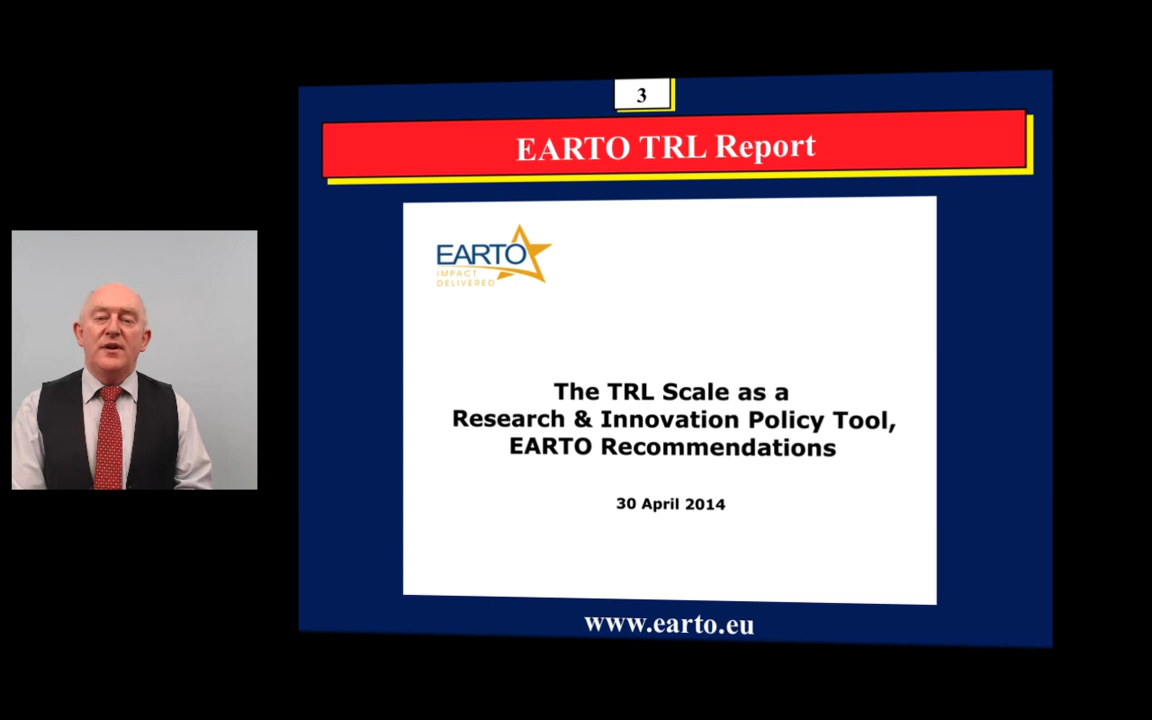 3
EARTO TRL Report
EARTO
IMPACT
DELIVERED
The TRL Scale as a
Research & Innovation Policy Tool,
EARTO Recommendations
30 April 2014
www.earto.eu